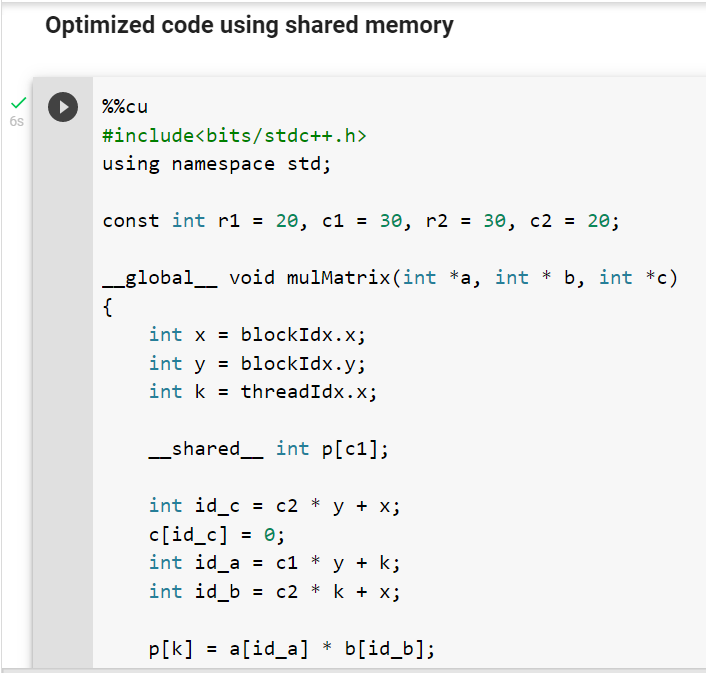 Optimized code using shared memory
6s
%%cu
#include<bits/stdc++.h>
using namespace std;
const int r1 = 20, c1 = 30, r2 = 30, c2 = 20;
__global__ void mulMatrix(int *a, int * b, int *c)
{
    int x = blockIdx.x;
    int y = blockIdx.y;
    int k = threadIdx.x;
    __shared__ int p[c1];
    int id_c = c2 * y + x;
    c[id_c] = 0;
    int id_a = c1 * y + k;
    int id_b = c2 * k + x;
    p[k] = a[id_a] * b[id_b];